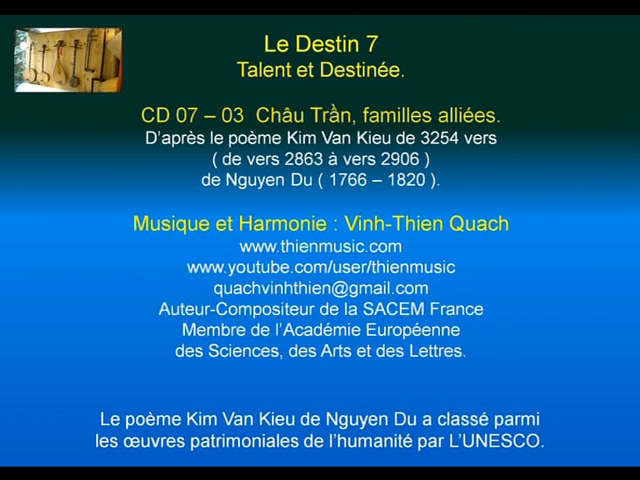 Le Destin 7
Talent et Destinée.
CD 07 – 03 Châu Trần, familles alliées.
D'après le poème Kim Van Kieu de 3254 vers
( de vers 2863 à vers 2906 )
de Nguyen Du ( 1766 – 1820 ).
Musique et Harmonie : Vinh-Thien Quach
www.thienmusic.com
www.youtube.com/user/thienmusic
quachvinhthien@gmail.com
Auteur-Compositeur de la SACEM France
Membre de l'Académie Européenne
des Sciences, des Arts et des Lettres.
Le poème Kim Van Kieu de Nguyen Du a classé parmi
les œuvres patrimoniales de l'humanité par L'UNESCO.